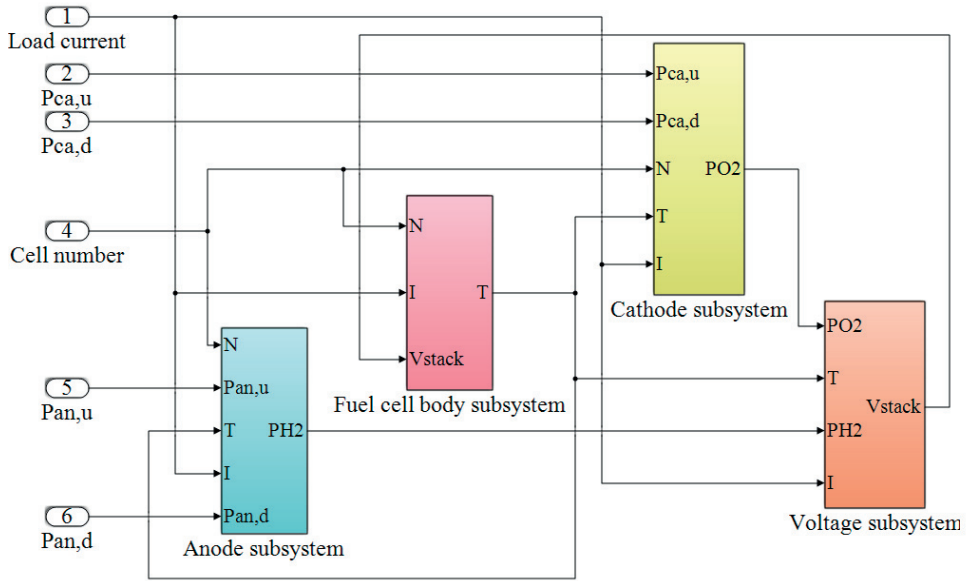 1
Load current
2
Pca,u
3
Pca,d
4
Cell number
5
Pan,u
6
Pan,d
N
Pan,u
T
PH2
I
Pan,d
Anode subsystem
N
I
T
Vstack
Fuel cell body subsystem
Pca,u
Pca,d
N
PO2
T
I
Cathode subsystem
PO2
T
Vstack
PH2
I
Voltage subsystem